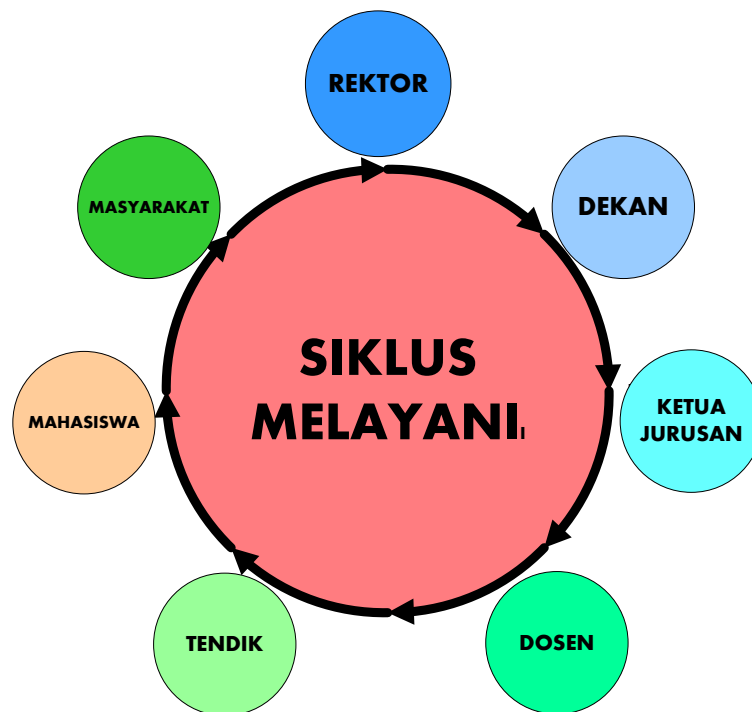 REKTOR
DEKAN
MASYARAKAT
SIKLUS
MELAYANI
KETUA
JURUSAN
MAHASISWA
TENDIK
DOSEN